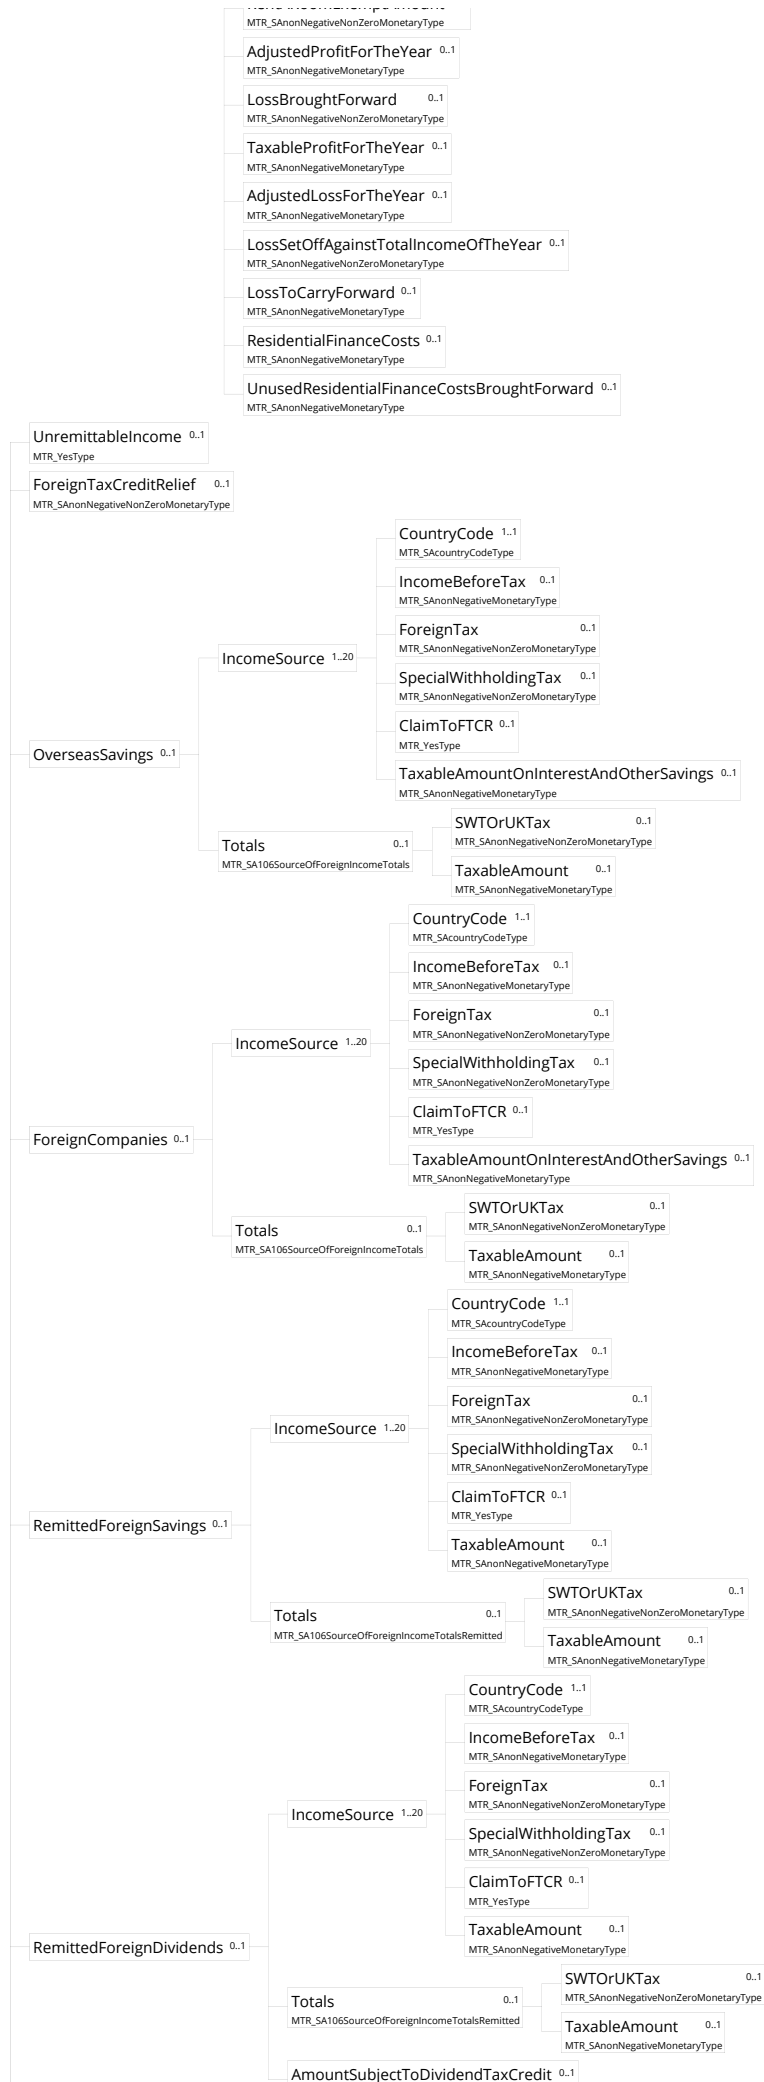 MTR_SAnonNegativeNonZeroMonetaryType
AdjustedProfitForTheYear 0..1
MTR_SAnonNegativeMonetaryType
LossBroughtForward 0..1
MTR_SAnonNegativeNonZeroMonetaryType
TaxableProfitForTheYear 0..1
MTR_SAnonNegativeMonetaryType
AdjustedLossForTheYear 0..1
MTR_SAnonNegativeMonetaryType
LossSetOffAgainstTotalIncomeOfTheYear 0..1
MTR_SAnonNegativeNonZeroMonetaryType
LossToCarryForward 0..1
MTR_SAnonNegativeMonetaryType
ResidentialFinanceCosts 0..1
MTR_SAnonNegativeMonetaryType
UnusedResidentialFinanceCostsBroughtForward 0..1
MTR_SAnonNegativeMonetaryType
UnremittableIncome 0..1
MTR_YesType
ForeignTaxCreditRelief 0..1
MTR_SAnonNegativeNonZeroMonetaryType
CountryCode 1..1
MTR_SAcountryCodeType
IncomeBeforeTax 0..1
MTR_SAnonNegativeMonetaryType
ForeignTax 0..1
MTR_SAnonNegativeNonZeroMonetaryType
IncomeSource 1..20
SpecialWithholdingTax 0..1
MTR_SAnonNegativeNonZeroMonetaryType
ClaimToFTCR 0..1
MTR_YesType
OverseasSavings 0..1
TaxableAmountOnInterestAndOtherSavings 0..1
MTR_SAnonNegativeMonetaryType
SWTOrUKTax 0..1
MTR_SAnonNegativeNonZeroMonetaryType
Totals 0..1
MTR_SA106SourceOfForeignIncomeTotals
TaxableAmount 0..1
MTR_SAnonNegativeMonetaryType
CountryCode 1..1
MTR_SAcountryCodeType
IncomeBeforeTax 0..1
MTR_SAnonNegativeMonetaryType
ForeignTax 0..1
MTR_SAnonNegativeNonZeroMonetaryType
IncomeSource 1..20
SpecialWithholdingTax 0..1
MTR_SAnonNegativeNonZeroMonetaryType
ClaimToFTCR 0..1
MTR_YesType
ForeignCompanies 0..1
TaxableAmountOnInterestAndOtherSavings 0..1
MTR_SAnonNegativeMonetaryType
SWTOrUKTax 0..1
MTR_SAnonNegativeNonZeroMonetaryType
Totals 0..1
MTR_SA106SourceOfForeignIncomeTotals
TaxableAmount 0..1
MTR_SAnonNegativeMonetaryType
CountryCode 1..1
MTR_SAcountryCodeType
IncomeBeforeTax 0..1
MTR_SAnonNegativeMonetaryType
ForeignTax 0..1
MTR_SAnonNegativeNonZeroMonetaryType
IncomeSource 1..20
SpecialWithholdingTax 0..1
MTR_SAnonNegativeNonZeroMonetaryType
ClaimToFTCR 0..1
MTR_YesType
RemittedForeignSavings 0..1
TaxableAmount 0..1
MTR_SAnonNegativeMonetaryType
SWTOrUKTax 0..1
MTR_SAnonNegativeNonZeroMonetaryType
Totals 0..1
MTR_SA106SourceOfForeignIncomeTotalsRemitted
TaxableAmount 0..1
MTR_SAnonNegativeMonetaryType
CountryCode 1..1
MTR_SAcountryCodeType
IncomeBeforeTax 0..1
MTR_SAnonNegativeMonetaryType
ForeignTax 0..1
MTR_SAnonNegativeNonZeroMonetaryType
IncomeSource 1..20
SpecialWithholdingTax 0..1
MTR_SAnonNegativeNonZeroMonetaryType
ClaimToFTCR 0..1
MTR_YesType
TaxableAmount 0..1
MTR_SAnonNegativeMonetaryType
RemittedForeignDividends 0..1
SWTOrUKTax 0..1
MTR_SAnonNegativeNonZeroMonetaryType
Totals 0..1
MTR_SA106SourceOfForeignIncomeTotalsRemitted
TaxableAmount 0..1
MTR_SAnonNegativeMonetaryType
AmountSubjectToDividendTaxCredit 0..1